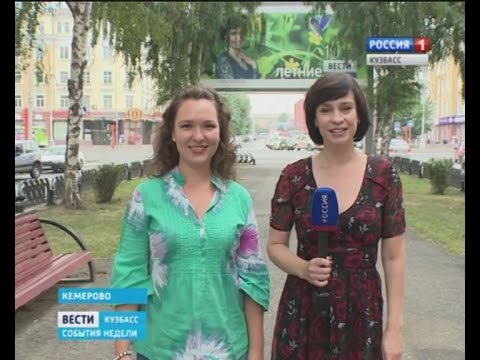 летние
ВЕСТИ
РОССИЯ 1
КУЗБАСС
РОССИЯ
КЕМЕРОВО
ВЕСТИ КУЗБАСС
СОБЫТИЯ НЕДЕЛИ